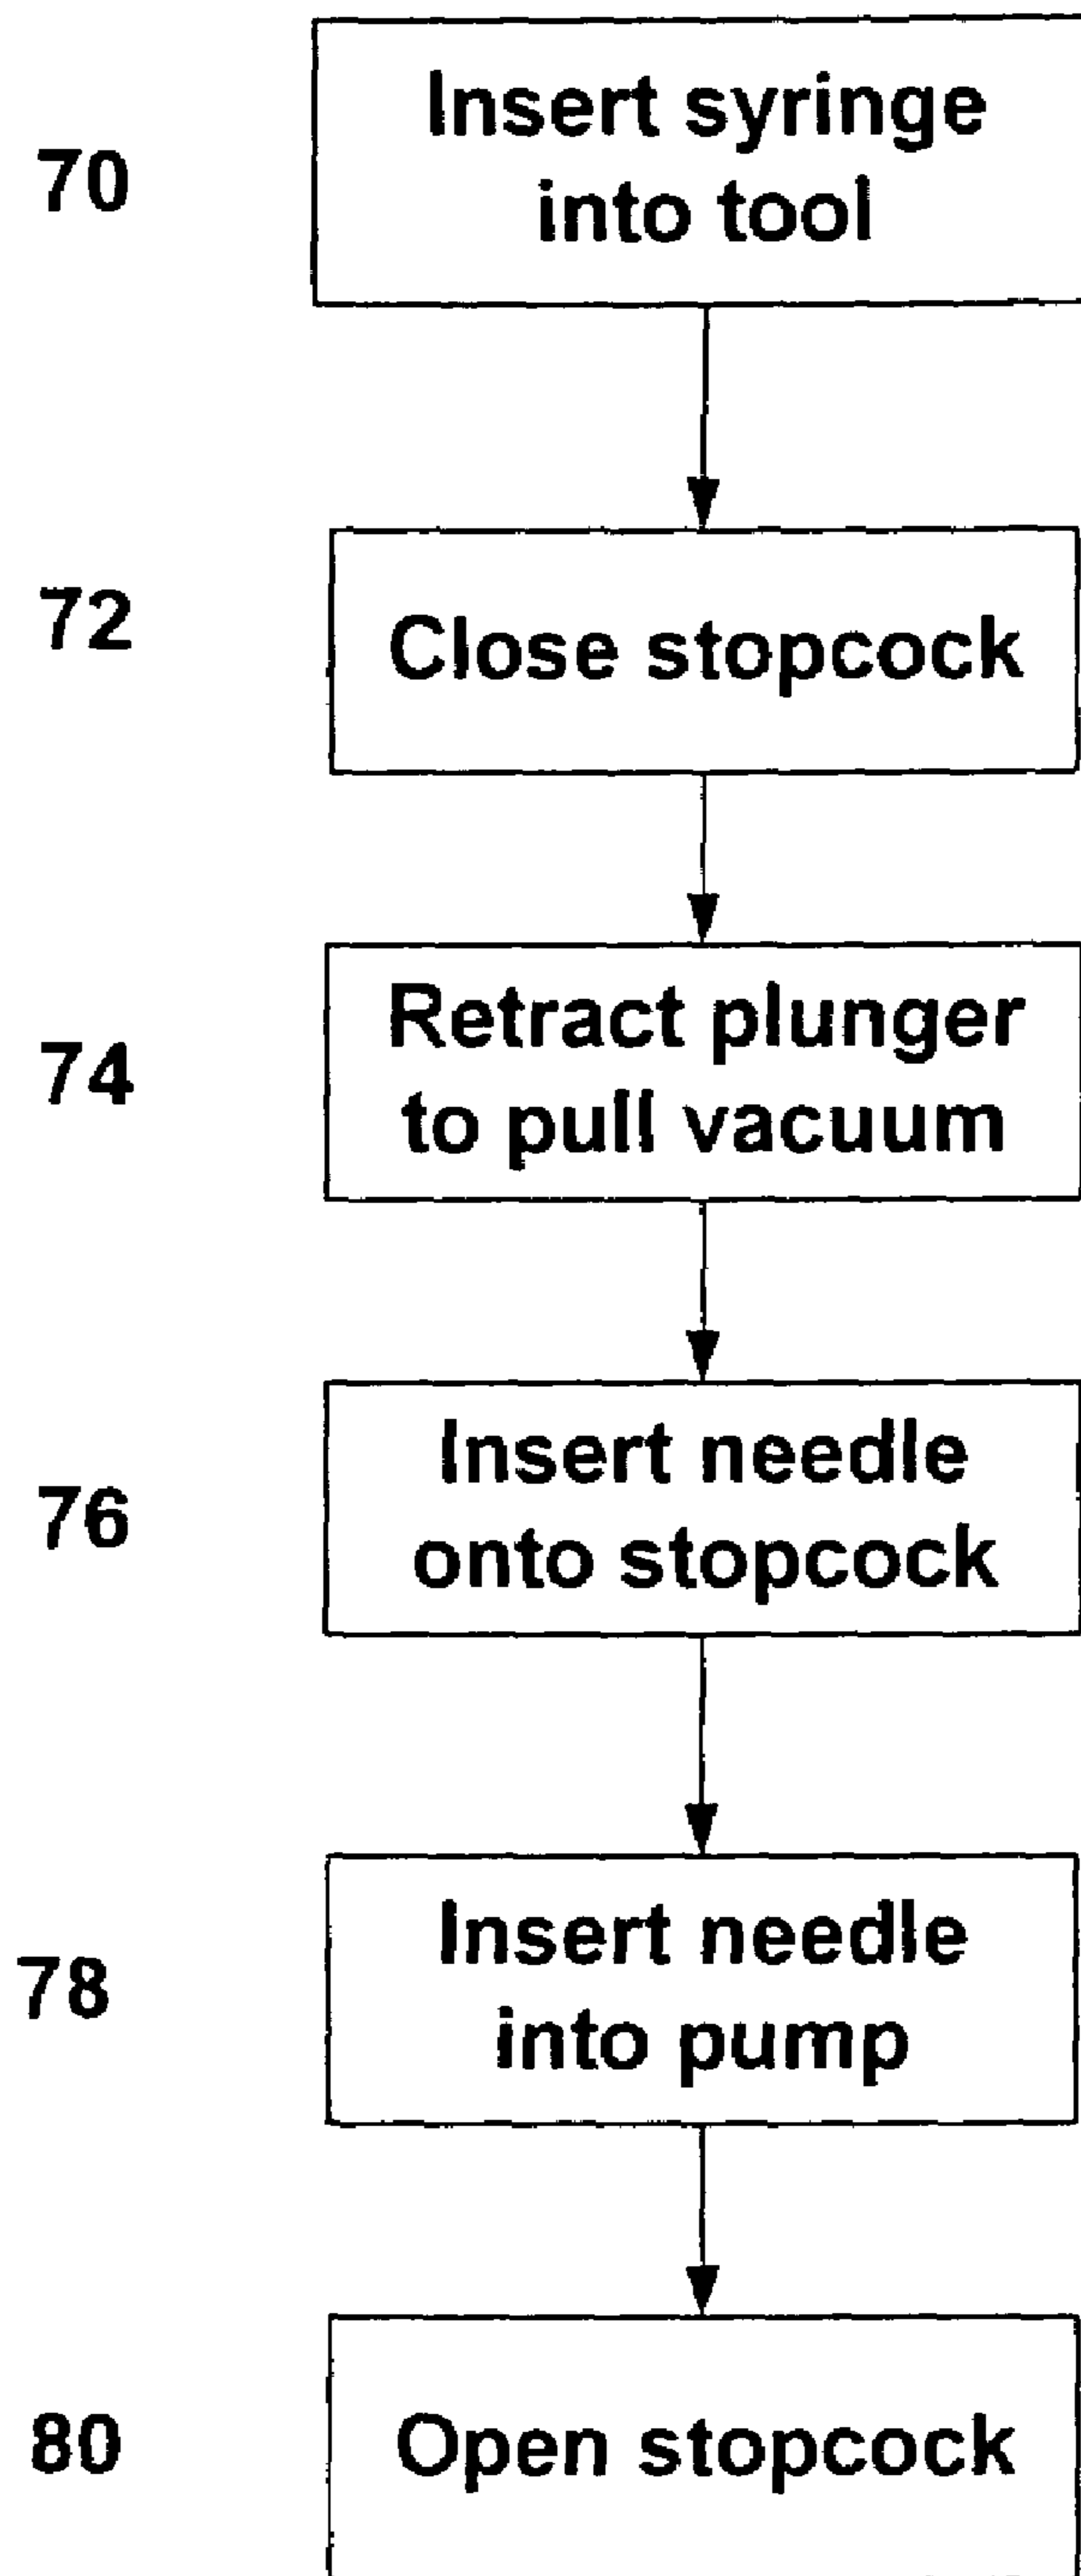 70
Insert syringe
into tool
72
Close stopcock
74
Retract plunger
to pull vacuum
76
Insert needle
onto stopcock
78
Insert needle
into pump
80
Open stopcock